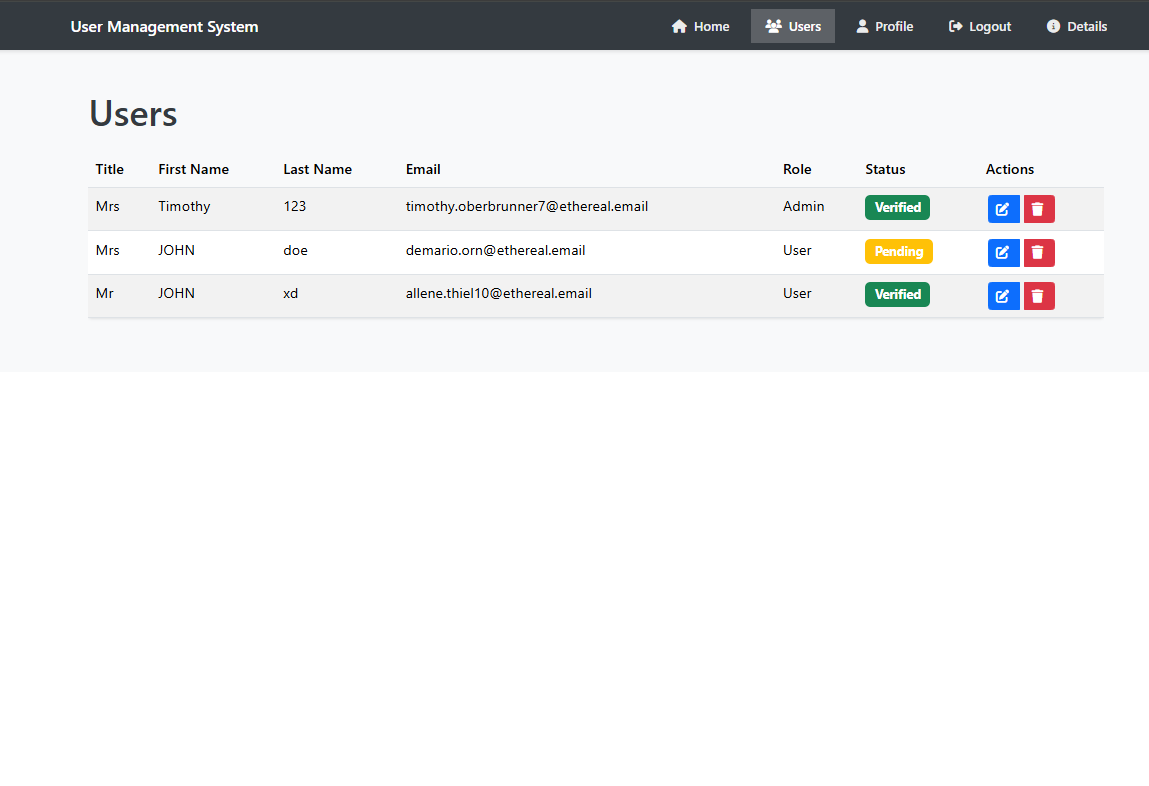 User Management System Home Users Profile Logout Details
Users
Title First Name Last Name Email Role Status Actions
Mrs Timothy 123 timothy.oberbrunner7@ethereal.email Admin Verified
Mrs JOHN doe demario.orn@ethereal.email User Pending
Mr JOHN xd allene.thiel10@ethereal.email User Verified